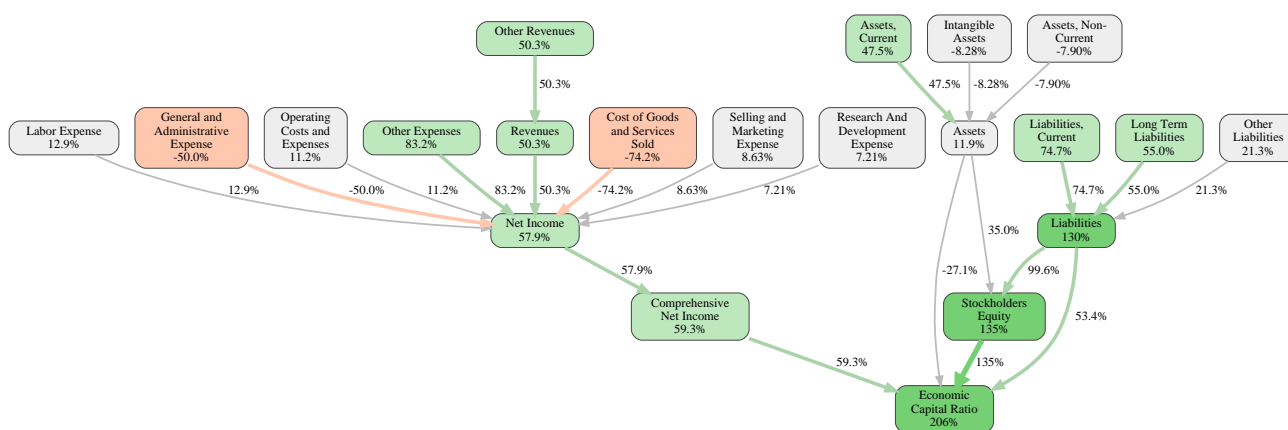 Other Revenues
50.3%
Assets,
Current
47.5%
Intangible
Assets
-8.28%
Assets, Non-
Current
-7.90%
50.3%
47.5%
-8.28%
-7.90%
Labor Expense
12.9%
General and
Administrative
Expense
-50.0%
Operating
Costs and
Expenses
11.2%
Other Expenses
83.2%
Revenues
50.3%
Cost of Goods
and Services
Sold
-74.2%
Selling and
Marketing
Expense
8.63%
Research And
Development
Expense
7.21%
Assets
11.9%
Liabilities,
Current
74.7%
Long Term
Liabilities
55.0%
Other
Liabilities
21.3%
12.9%
-50.0%
11.2%
83.2%
50.3%
-74.2%
8.63%
7.21%
74.7%
55.0%
21.3%
Net Income
57.9%
35.0%
Liabilities
130%
57.9%
-27.1%
99.6%
Comprehensive
Net Income
59.3%
Stockholders
Equity
135%
53.4%
59.3%
135%
Economic
Capital Ratio
206%